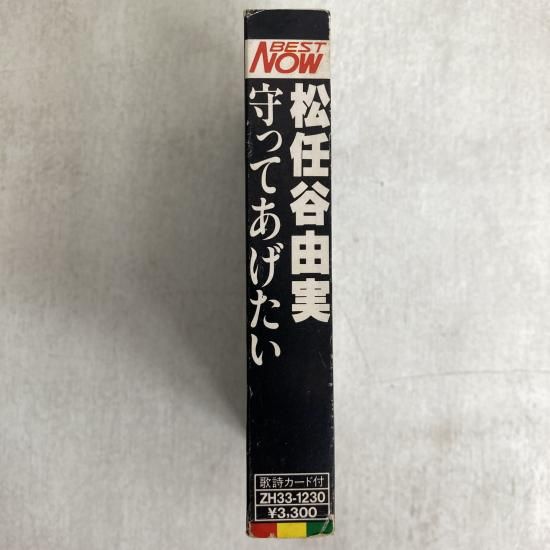 BEST
NOW
松任谷由実
守ってあげたい
歌詩カード付
ZH33-1230
¥3,300